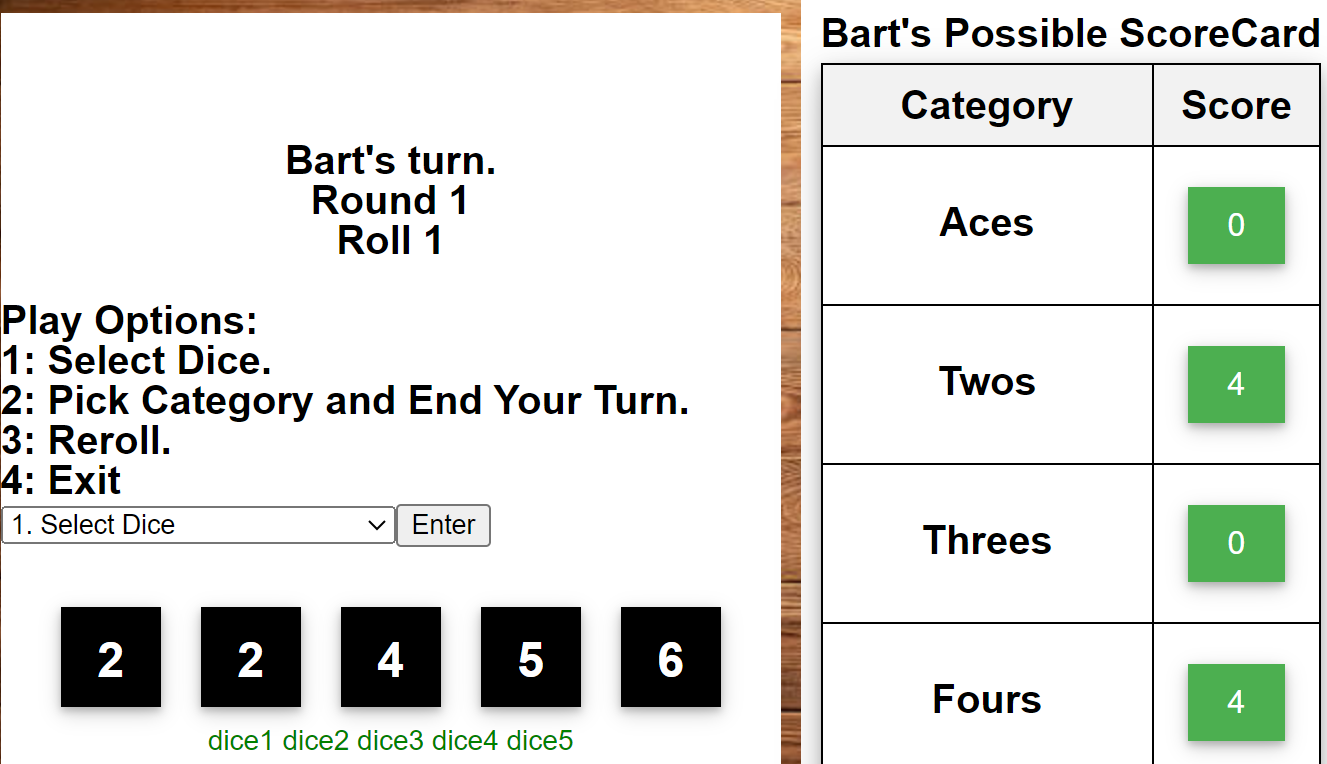 Bart's turn.
Round 1
Roll 1
Play Options:
1: Select Dice.
2: Pick Category and End Your Turn.
3: Reroll.
4: Exit
1. Select Dice Enter
2 2 4 5 6
dice1 dice2 dice3 dice4 dice5
Bart's Possible ScoreCard
Category Score
Aces 0
Twos 4
Threes 0
Fours 4